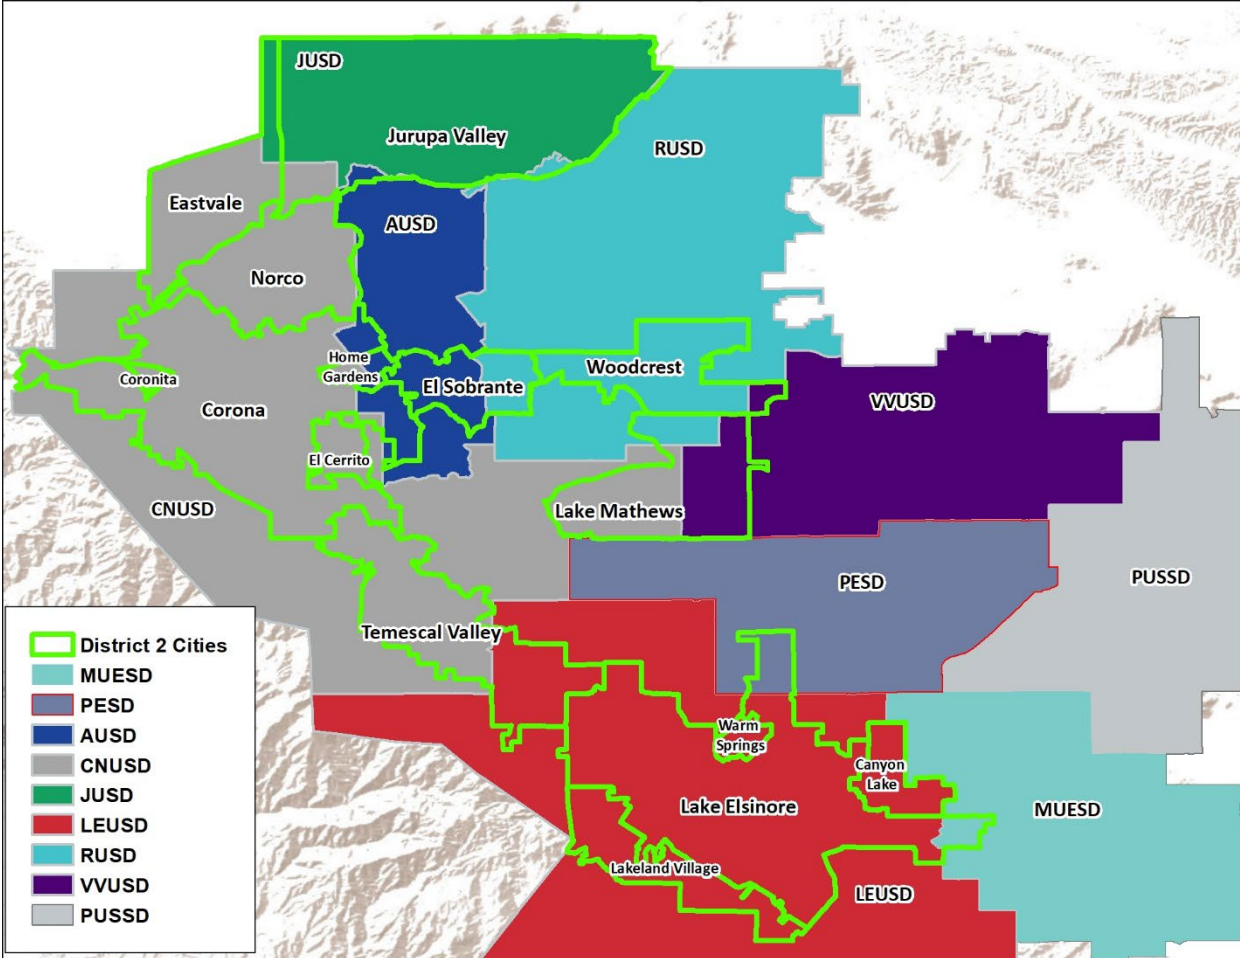 JUSD
Jurupa Valley
RUSD
Eastvale
AUSD
Norco
Home
Gardens
Coronita
El Sobrante
Woodcrest
Corona
VVUSD
El Cerrito
CNUSD
Lake Mathews
PESD
PUSSD
Temescal Valley
Warm
Springs
Canyon
Lake
Lake Elsinore
MUESD
Lakeland Village
LEUSD
District 2 Cities
MUESD
PESD
AUSD
CNUSD
JUSD
LEUSD
RUSD
VVUSD
PUSSD